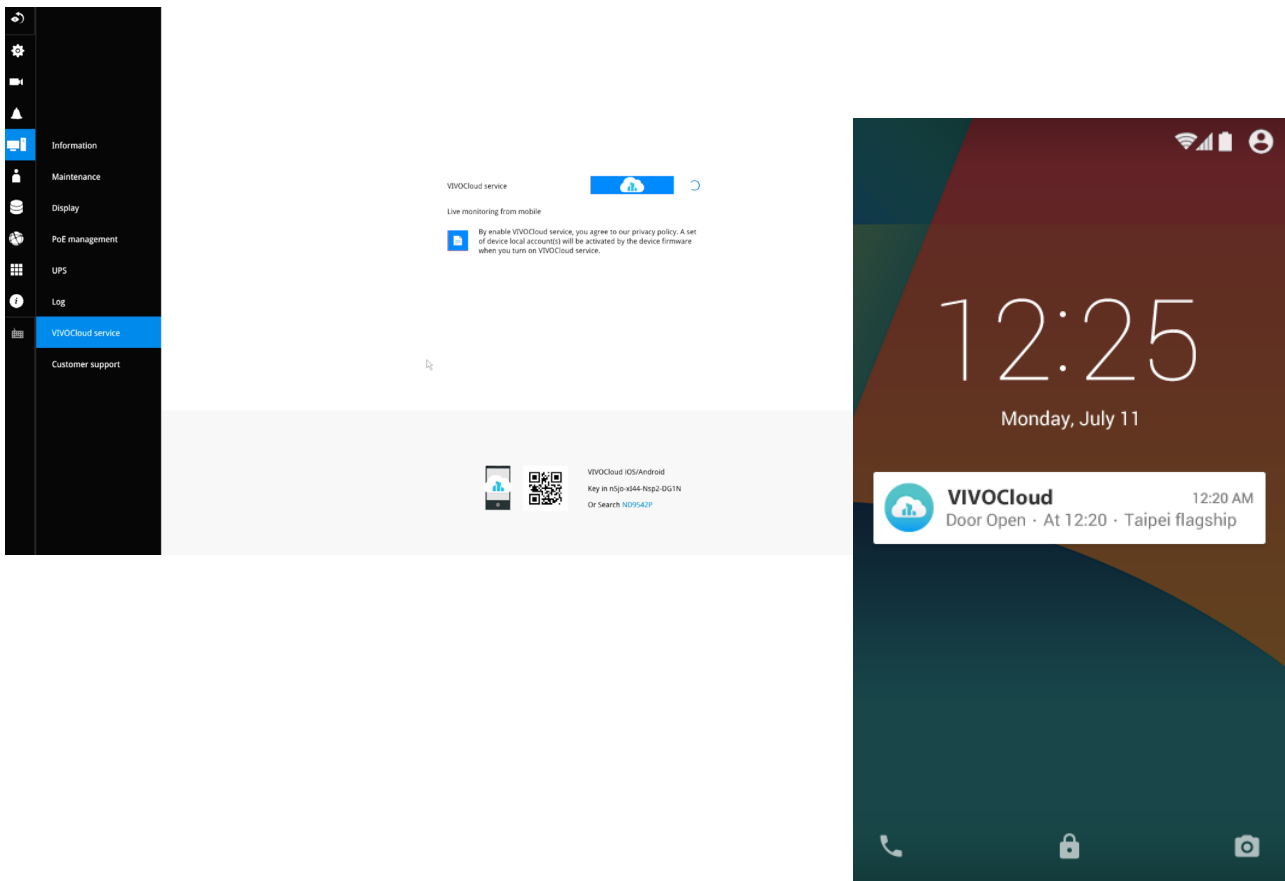 Information
Maintenance
Display
PoE management
UPS
Log
VIVOCloud service
Customer support
VIVOCloud service
Live monitoring from mobile
By enable VIVOCloud service, you agree to our privacy policy. A set
of device local account(s) will be activated by the device firmware
when you turn on VIVOCloud service.
VIVOCloud iOS/Android
Key in n5jo-xl44-Nsp2-DG1N
Or Search ND9542P
12:25
Monday, July 11
VIVOCloud 12:20 AM
Door Open · At 12:20 · Taipei flagship